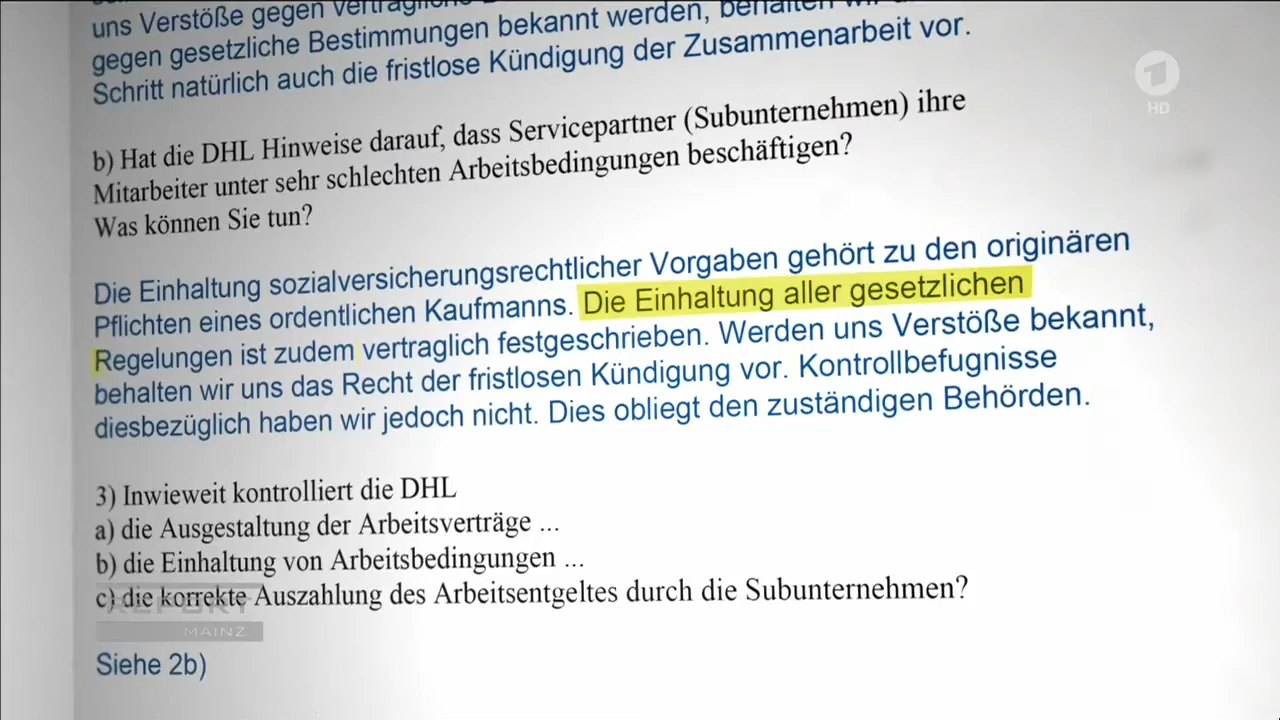 uns Verstöße gegen
gegen gesetzliche Bestimmungen bekannt werden, behalten wir
Schritt natürlich auch die fristlose Kündigung der Zusammenarbeit vor.
1
HD
b) Hat die DHL Hinweise darauf, dass Servicepartner (Subunternehmen) ihre
Mitarbeiter unter sehr schlechten Arbeitsbedingungen beschäftigen?
Was können Sie tun?
Die Einhaltung sozialversicherungsrechtlicher Vorgaben gehört zu den originären
Pflichten eines ordentlichen Kaufmanns. Die Einhaltung aller gesetzlichen
Regelungen ist zudem vertraglich festgeschrieben. Werden uns Verstöße bekannt,
behalten wir uns das Recht der fristlosen Kündigung vor. Kontrollbefugnisse
diesbezüglich haben wir jedoch nicht. Dies obliegt den zuständigen Behörden.
3) Inwieweit kontrolliert die DHL
a) die Ausgestaltung der Arbeitsverträge ...
b) die Einhaltung von Arbeitsbedingungen ...
c) die korrekte Auszahlung des Arbeitsentgeltes durch die Subunternehmen?
REPORT
MAINZ
Siehe 2b)